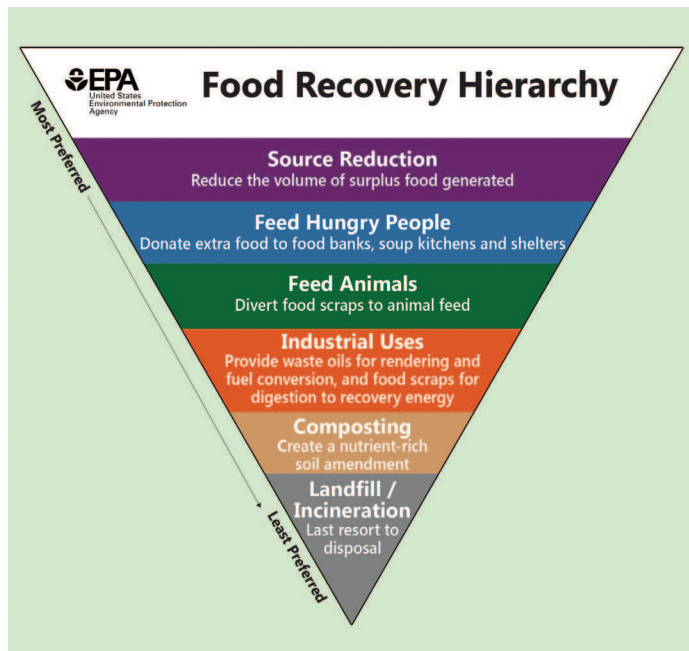 EPA
United States
Environmental Protection
Agency
Food Recovery Hierarchy
Most Preferred
Source Reduction
Reduce the volume of surplus food generated
Feed Hungry People
Donate extra food to food banks, soup kitchens and shelters
Feed Animals
Divert food scraps to animal feed
Industrial Uses
Provide waste oils for rendering and
fuel conversion, and food scraps for
digestion to recovery energy
Composting
Create a nutrient-rich
soil amendment
Landfill /
Incineration
Last resort to
disposal
Least Preferred